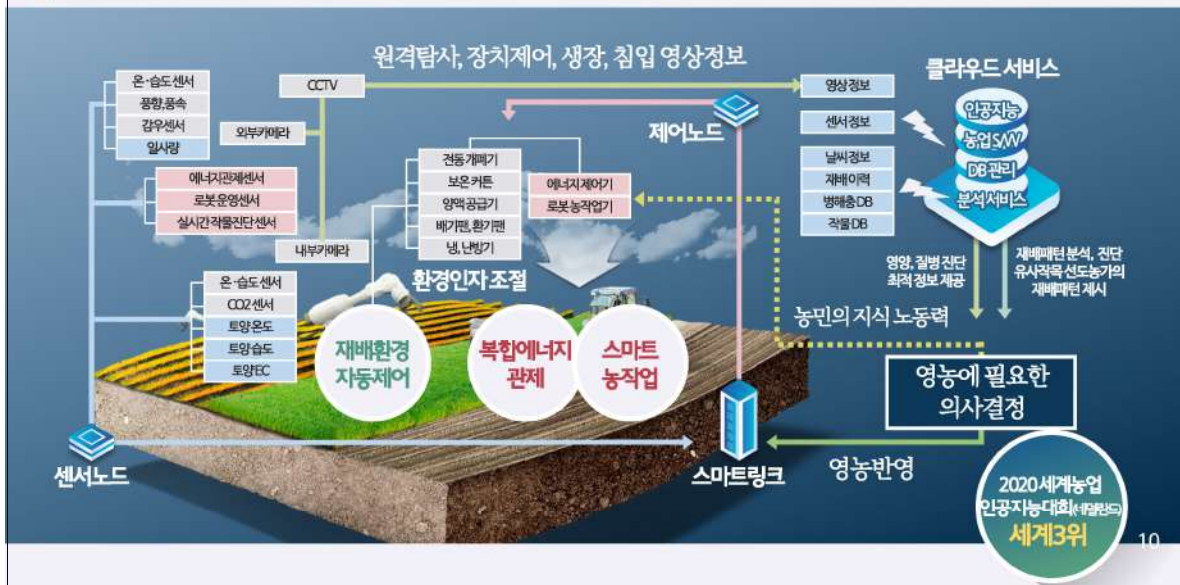 원격탐사, 장치제어, 생장, 침입 영상정보
클라우드 서비스
온·습도 센서
풍향,풍속
감우센서
일사량
CCTV
외부카메라
에너지관제센서
로봇 운영센서
실시간 작물진단 센서
내부카메라
온·습도 센서
CO2 센서
토양 온도
토양 습도
토양EC
센서노드
전동 개폐기
보온 커튼
양액 공급기
배기팬, 환기팬
냉, 난방기
에너지 제어기
로봇 농작업기
환경인자 조절
제어노드
영상정보
센서정보
날씨정보
재배이력
병해충 DB
작물 DB
인공지능
농업 S/W
DB 관리
분석 서비스
영양, 질병 진단
최적 정보 제공
재배패턴 분석, 진단
유사작목 선도농가의
재배패턴 제시
농민의 지식 노동력
재배환경
자동제어
복합에너지
관제
스마트
농작업
영농에 필요한
의사결정
스마트링크
영농반영
2020 세계농업
인공지능대회(네덜란드)
세계3위
10